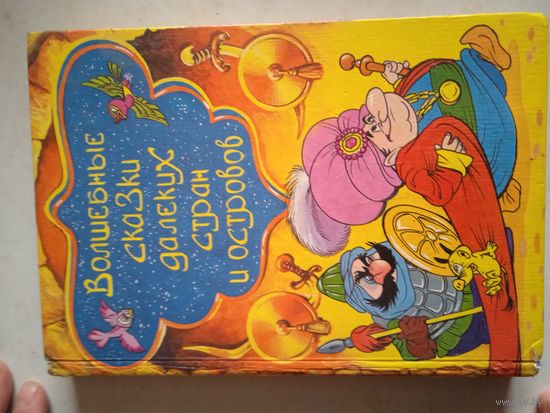 Волшебные
сказки
далеких
стран
и островов